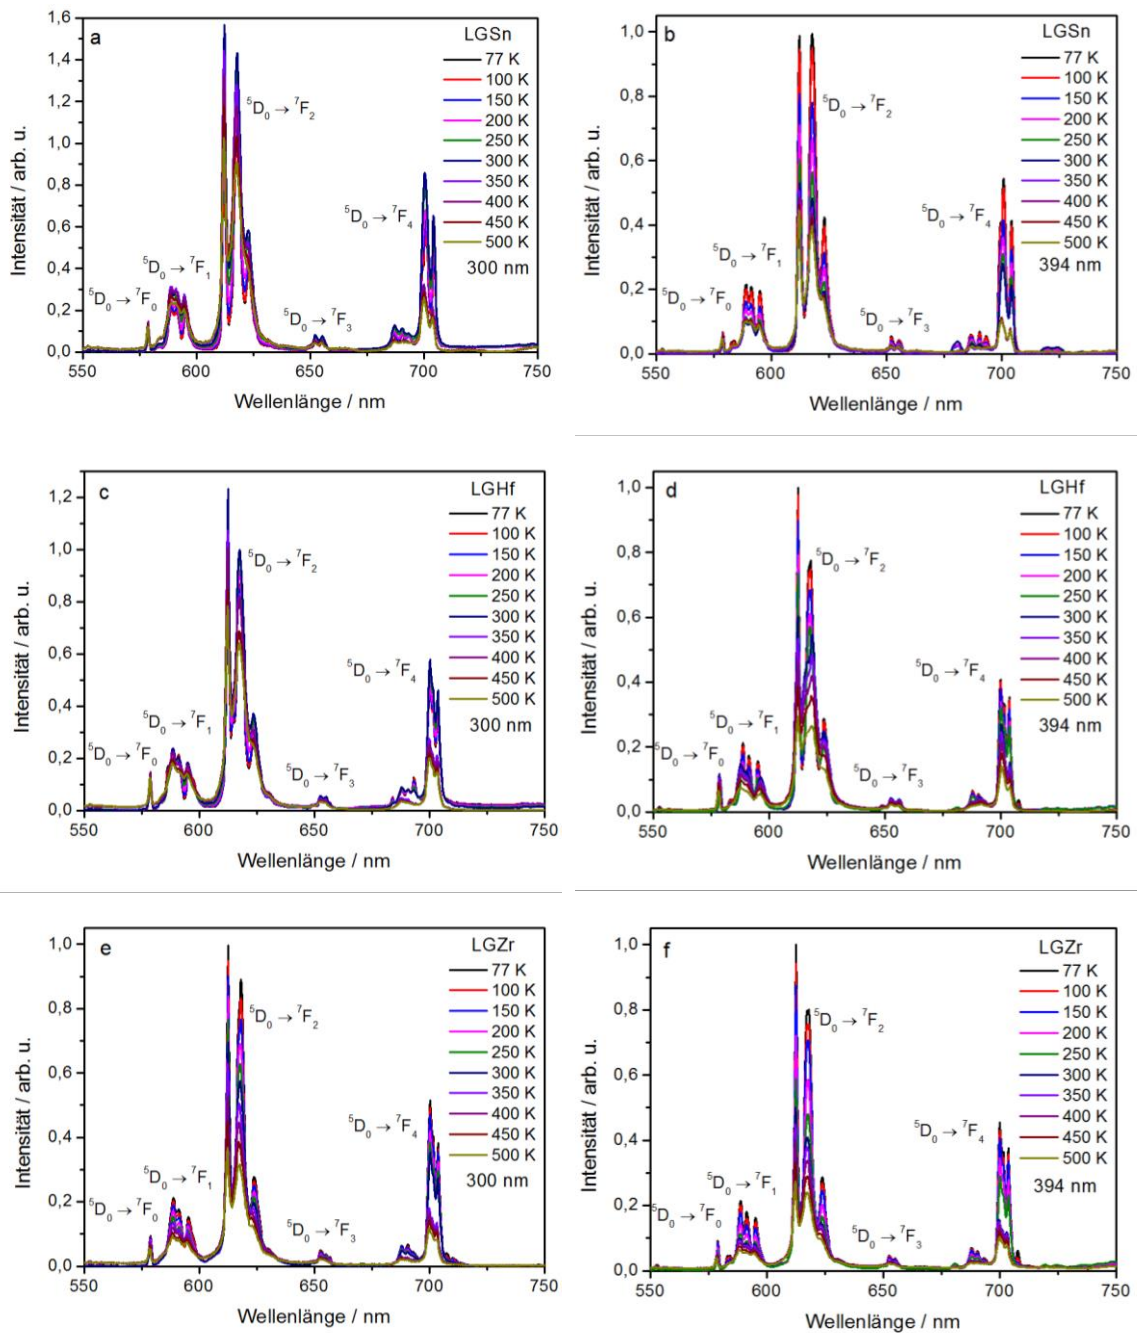 a
LGSn
77 K
100 K
150 K
200 K
250 K
300 K
350 K
400 K
450 K
500 K
300 nm
⁵D₀ → ⁷F₂
⁵D₀ → ⁷F₄
⁵D₀ → ⁷F₁
⁵D₀ → ⁷F₀
⁵D₀ → ⁷F₃
Intensität / arb. u.
1,6
1,4
1,2
1,0
0,8
0,6
0,4
0,2
0,0
550 600 650 700 750
Wellenlänge / nm
b
LGSn
77 K
100 K
150 K
200 K
250 K
300 K
350 K
400 K
450 K
500 K
394 nm
⁵D₀ → ⁷F₂
⁵D₀ → ⁷F₄
⁵D₀ → ⁷F₁
⁵D₀ → ⁷F₀
⁵D₀ → ⁷F₃
Intensität / arb. u.
1,0
0,8
0,6
0,4
0,2
0,0
550 600 650 700 750
Wellenlänge / nm
c
LGHf
77 K
100 K
150 K
200 K
250 K
300 K
350 K
400 K
450 K
500 K
300 nm
⁵D₀ → ⁷F₂
⁵D₀ → ⁷F₄
⁵D₀ → ⁷F₁
⁵D₀ → ⁷F₀
⁵D₀ → ⁷F₃
Intensität / arb. u.
1,2
1,0
0,8
0,6
0,4
0,2
0,0
550 600 650 700 750
Wellenlänge / nm
d
LGHf
77 K
100 K
150 K
200 K
250 K
300 K
350 K
400 K
450 K
500 K
394 nm
⁵D₀ → ⁷F₂
⁵D₀ → ⁷F₄
⁵D₀ → ⁷F₁
⁵D₀ → ⁷F₀
⁵D₀ → ⁷F₃
Intensität / arb. u.
1,0
0,8
0,6
0,4
0,2
0,0
550 600 650 700 750
Wellenlänge / nm
e
LGZr
77 K
100 K
150 K
200 K
250 K
300 K
350 K
400 K
450 K
500 K
300 nm
⁵D₀ → ⁷F₂
⁵D₀ → ⁷F₄
⁵D₀ → ⁷F₁
⁵D₀ → ⁷F₀
⁵D₀ → ⁷F₃
Intensität / arb. u.
1,0
0,8
0,6
0,4
0,2
0,0
550 600 650 700 750
Wellenlänge / nm
f
LGZr
77 K
100 K
150 K
200 K
250 K
300 K
350 K
400 K
450 K
500 K
394 nm
⁵D₀ → ⁷F₂
⁵D₀ → ⁷F₄
⁵D₀ → ⁷F₁
⁵D₀ → ⁷F₀
⁵D₀ → ⁷F₃
Intensität / arb. u.
1,0
0,8
0,6
0,4
0,2
0,0
550 600 650 700 750
Wellenlänge / nm